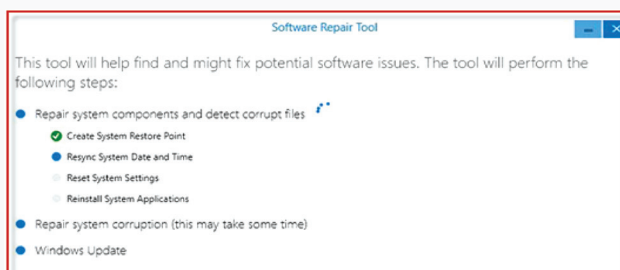 Software Repair Tool
This tool will help find and might fix potential software issues. The tool will perform the
following steps:
Repair system components and detect corrupt files
Create System Restore Point
Resync System Date and Time
Reset System Settings
Reinstall System Applications
Repair system corruption (this may take some time)
Windows Update